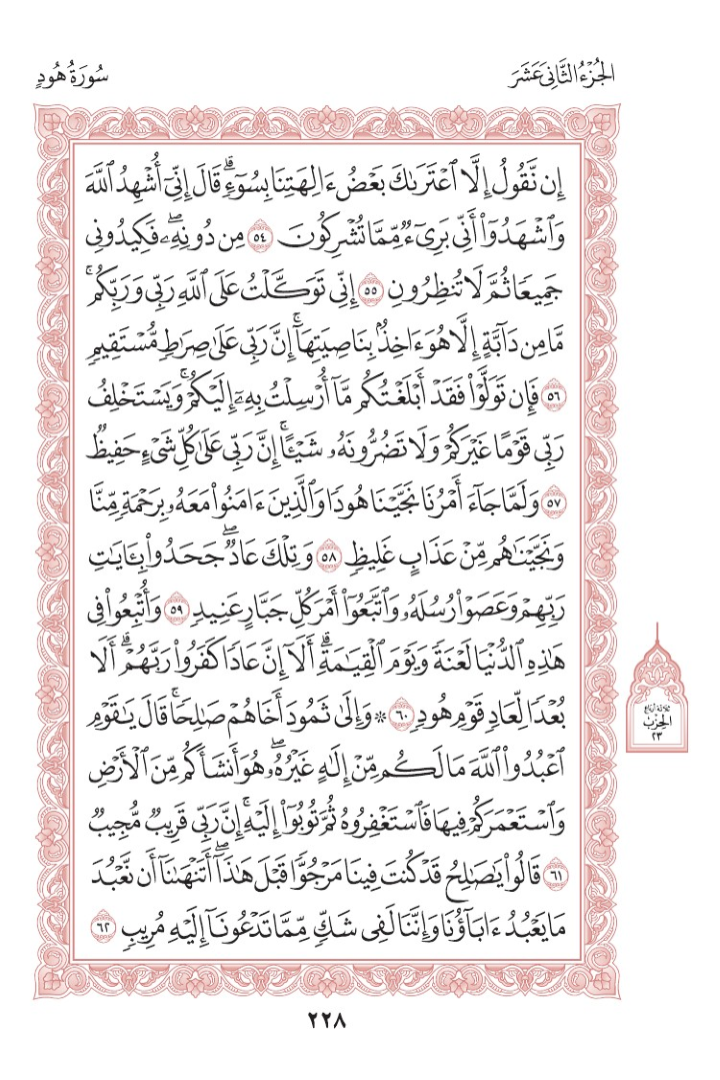 الجُزْءُ الثَّانِيَ عَشَرَ
سُورَةُ هُودٍ
إِن نَّقُولُ إِلَّا ٱعْتَرَىٰكَ بَعْضُ ءَالِهَتِنَا بِسُوٓءٍۗ قَالَ إِنِّىٓ أُشْهِدُ ٱللَّهَ
وَٱشْهَدُوٓا۟ أَنِّى بَرِىٓءٌ مِّمَّا تُشْرِكُونَ ٥٤ مِن دُونِهِۦۖ فَكِيدُونِى
جَمِيعًا ثُمَّ لَا تُنظِرُونِ ٥٥ إِنِّى تَوَكَّلْتُ عَلَى ٱللَّهِ رَبِّى وَرَبِّكُمۚ
مَّا مِن دَآبَّةٍ إِلَّا هُوَ ءَاخِذٌۢ بِنَاصِيَتِهَآۚ إِنَّ رَبِّى عَلَىٰ صِرَٰطٍ مُّسْتَقِيمٍ
٥٦ فَإِن تَوَلَّوْا۟ فَقَدْ أَبْلَغْتُكُم مَّآ أُرْسِلْتُ بِهِۦٓ إِلَيْكُمْۚ وَيَسْتَخْلِفُ
رَبِّى قَوْمًا غَيْرَكُمْ وَلَا تَضُرُّونَهُۥ شَيْـًٔاۚ إِنَّ رَبِّى عَلَىٰ كُلِّ شَىْءٍ حَفِيظٌ
٥٧ وَلَمَّا جَآءَ أَمْرُنَا نَجَّيْنَا هُودًا وَٱلَّذِينَ ءَامَنُوا۟ مَعَهُۥ بِرَحْمَةٍ مِّنَّا
وَنَجَّيْنَٰهُم مِّنْ عَذَابٍ غَلِيظٍ ٥٨ وَتِلْكَ عَادٌۖ جَحَدُوا۟ بِـَٔايَٰتِ
رَبِّهِمْ وَعَصَوْا۟ رُسُلَهُۥ وَٱتَّبَعُوٓا۟ أَمْرَ كُلِّ جَبَّارٍ عَنِيدٍ ٥٩ وَأُتْبِعُوا۟ فِى
هَٰذِهِ ٱلدُّنْيَا لَعْنَةً وَيَوْمَ ٱلْقِيَٰمَةِۗ أَلَآ إِنَّ عَادًا كَفَرُوا۟ رَبَّهُمْۗ أَلَا
بُعْدًا لِّعَادٍ قَوْمِ هُودٍ ٦٠ ۞ وَإِلَىٰ ثَمُودَ أَخَاهُمْ صَٰلِحًاۚ قَالَ يَٰقَوْمِ
ٱعْبُدُوا۟ ٱللَّهَ مَا لَكُم مِّنْ إِلَٰهٍ غَيْرُهُۥۖ هُوَ أَنشَأَكُم مِّنَ ٱلْأَرْضِ
وَٱسْتَعْمَرَكُمْ فِيهَا فَٱسْتَغْفِرُوهُ ثُمَّ تُوبُوٓا۟ إِلَيْهِۚ إِنَّ رَبِّى قَرِيبٌ مُّجِيبٌ
٦١ قَالُوا۟ يَٰصَٰلِحُ قَدْ كُنتَ فِينَا مَرْجُوًّا قَبْلَ هَٰذَآۖ أَتَنْهَىٰنَآ أَن نَّعْبُدَ
مَا يَعْبُدُ ءَابَآؤُنَا وَإِنَّنَا لَفِى شَكٍّ مِّمَّا تَدْعُونَآ إِلَيْهِ مُرِيبٍ ٦٢
ثلاثة أرباع
الحِزْب
٢٣
٢٢٨